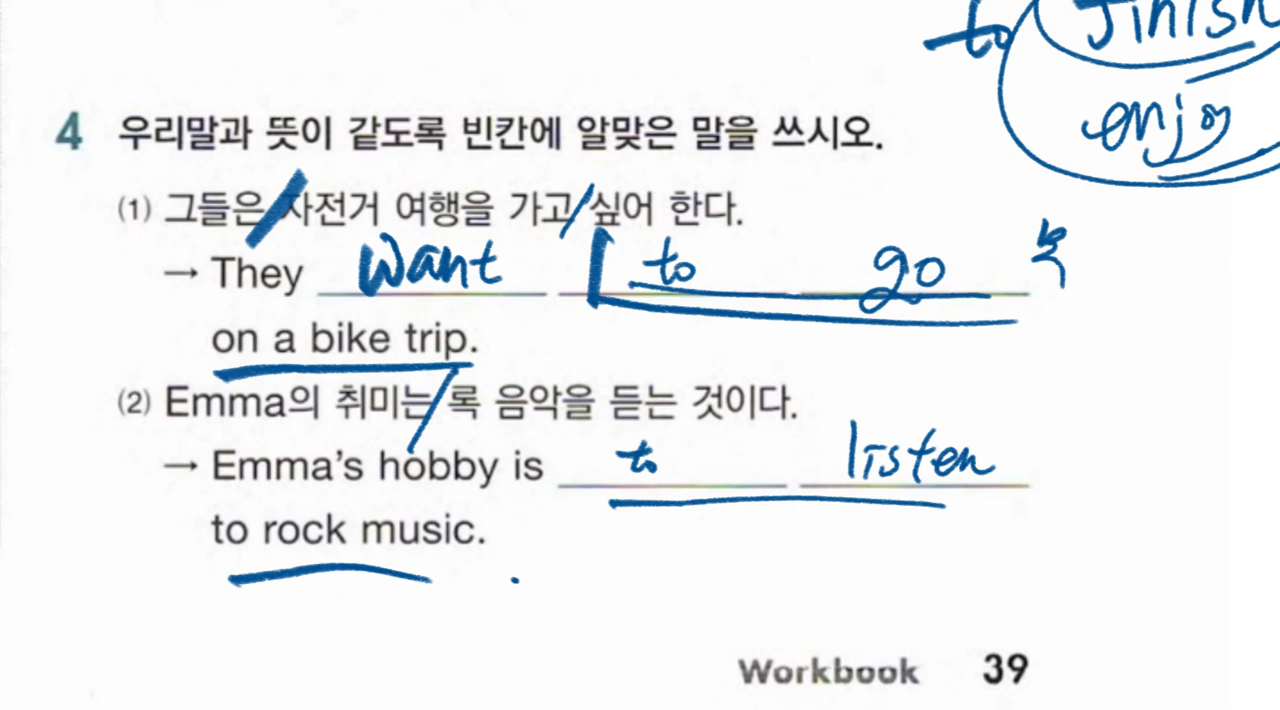 to finish
enjoy
4 우리말과 뜻이 같도록 빈칸에 알맞은 말을 쓰시오.
(1) 그들은 자전거 여행을 가고 싶어 한다.
→ They want to go
on a bike trip.
(2) Emma의 취미는 록 음악을 듣는 것이다.
→ Emma's hobby is to listen
to rock music.
Workbook 39